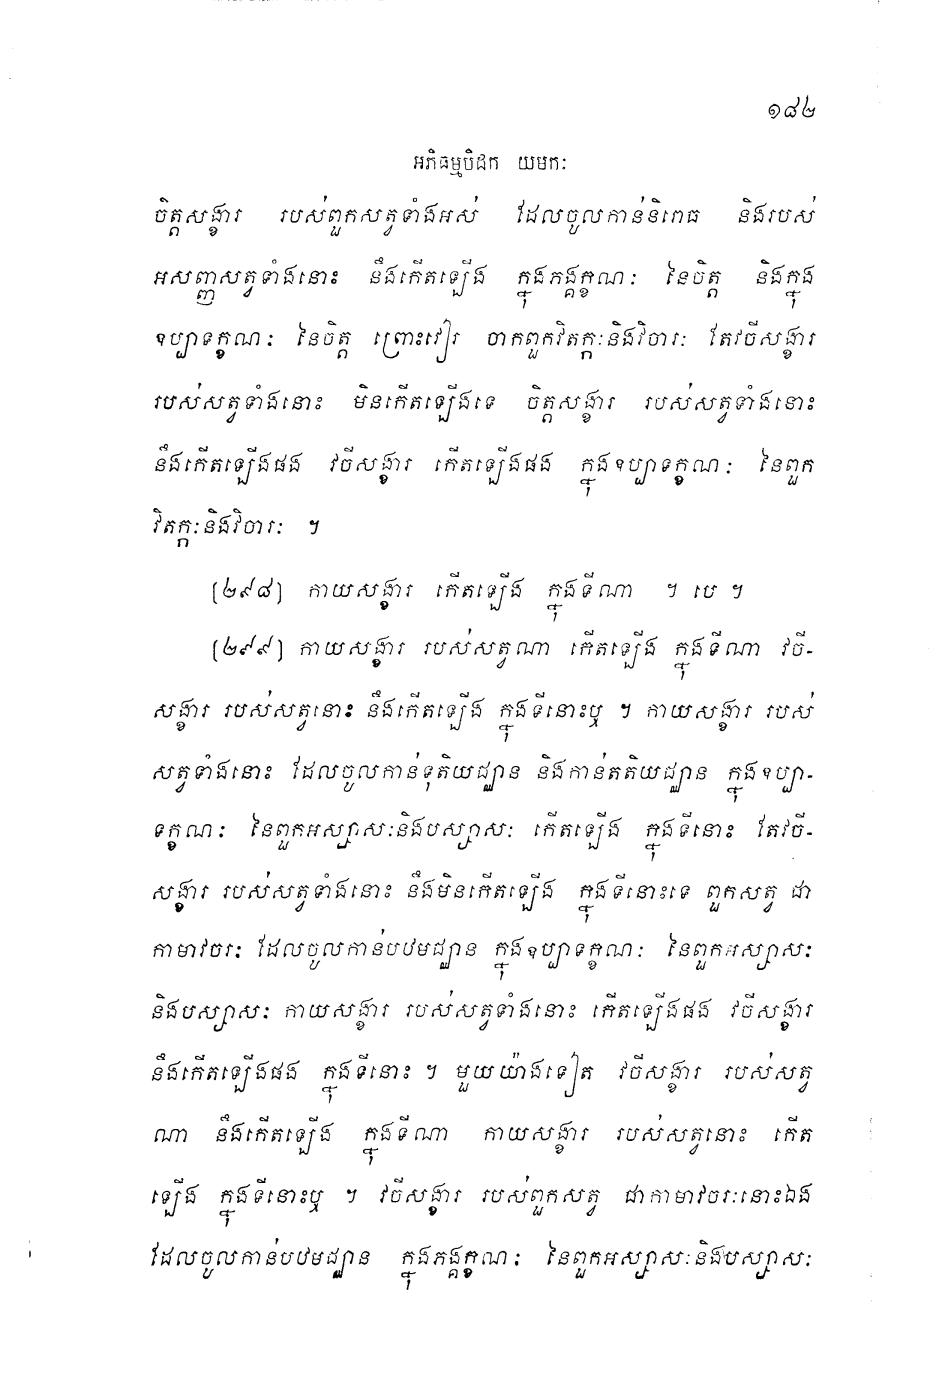 ១៨២
អភិធម្មបិដក យមកៈ
ចិត្តសង្ខារ របស់ពួកសត្វទាំងអស់ ដែលចូលកាន់និរោធ និងរបស់
អសញ្ញសត្វទាំងនោះ នឹងកើតឡើង ក្នុងភង្គក្ខណៈ នៃចិត្ត និងក្នុង
ឧប្បាទក្ខណៈ នៃចិត្ត ព្រោះវៀរ ចាកពួកវិតក្កៈនិងវិចារៈ តែវចីសង្ខារ
របស់សត្វទាំងនោះ មិនកើតឡើងទេ ចិត្តសង្ខារ របស់សត្វទាំងនោះ
នឹងកើតឡើងផង វចីសង្ខារ កើតឡើងផង ក្នុងឧប្បាទក្ខណៈ នៃពួក
វិតក្កៈនិងវិចារៈ ។
[២៩៨] កាយសង្ខារ កើតឡើង ក្នុងទីណា ។ បេ ។
[២៩៩] កាយសង្ខារ របស់សត្វណា កើតឡើង ក្នុងទីណា វចី-
សង្ខារ របស់សត្វនោះ នឹងកើតឡើង ក្នុងទីនោះឬ ។ កាយសង្ខារ របស់
សត្វទាំងនោះ ដែលចូលកាន់ទុតិយជ្ឈាន និងកាន់តតិយជ្ឈាន ក្នុងឧប្បា-
ទក្ខណៈ នៃពួកអស្សាសៈនិងបស្សាសៈ កើតឡើង ក្នុងទីនោះ តែវចី-
សង្ខារ របស់សត្វទាំងនោះ នឹងមិនកើតឡើង ក្នុងទីនោះទេ ពួកសត្វ ជា
កាមាវចរៈ ដែលចូលកាន់បឋមជ្ឈាន ក្នុងឧប្បាទក្ខណៈ នៃពួកអស្សាសៈ
និងបស្សាសៈ កាយសង្ខារ របស់សត្វទាំងនោះ កើតឡើងផង វចីសង្ខារ
នឹងកើតឡើងផង ក្នុងទីនោះ ។ មួយយ៉ាងទៀត វចីសង្ខារ របស់សត្វ
ណា នឹងកើតឡើង ក្នុងទីណា កាយសង្ខារ របស់សត្វនោះ កើត
ឡើង ក្នុងទីនោះឬ ។ វចីសង្ខារ របស់ពួកសត្វ ជាកាមាវចរៈនោះឯង
ដែលចូលកាន់បឋមជ្ឈាន ក្នុងភង្គក្ខណៈ នៃពួកអស្សាសៈនិងបស្សាសៈ